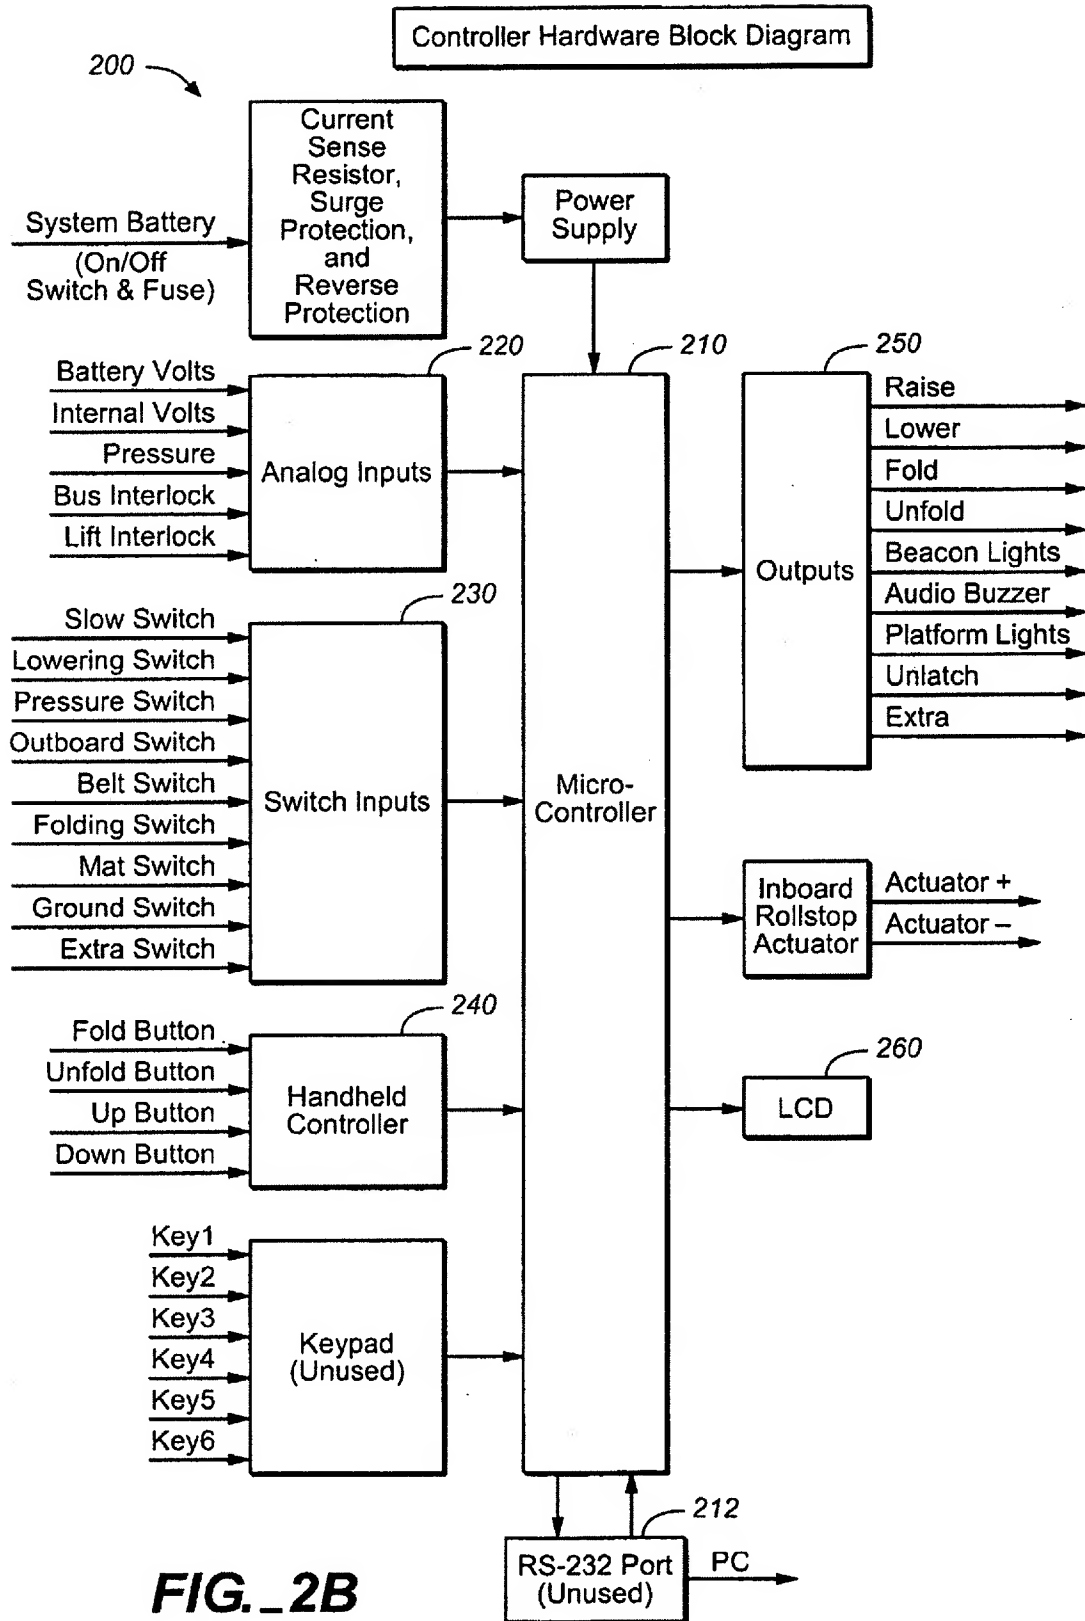 Controller Hardware Block Diagram
200
Current
Sense
Resistor,
Surge
Protection,
and
Reverse
Protection
Power
Supply
System Battery
(On/Off
Switch & Fuse)
220
210
250
Battery Volts
Internal Volts
Pressure
Bus Interlock
Lift Interlock
Analog Inputs
Raise
Lower
Fold
Unfold
Beacon Lights
Audio Buzzer
Platform Lights
Unlatch
Extra
Outputs
230
Slow Switch
Lowering Switch
Pressure Switch
Outboard Switch
Belt Switch
Folding Switch
Mat Switch
Ground Switch
Extra Switch
Switch Inputs
Micro-
Controller
Inboard
Rollstop
Actuator
Actuator +
Actuator –
240
Fold Button
Unfold Button
Up Button
Down Button
Handheld
Controller
260
LCD
Key1
Key2
Key3
Key4
Key5
Key6
Keypad
(Unused)
212
RS-232 Port
(Unused)
PC
FIG._2B